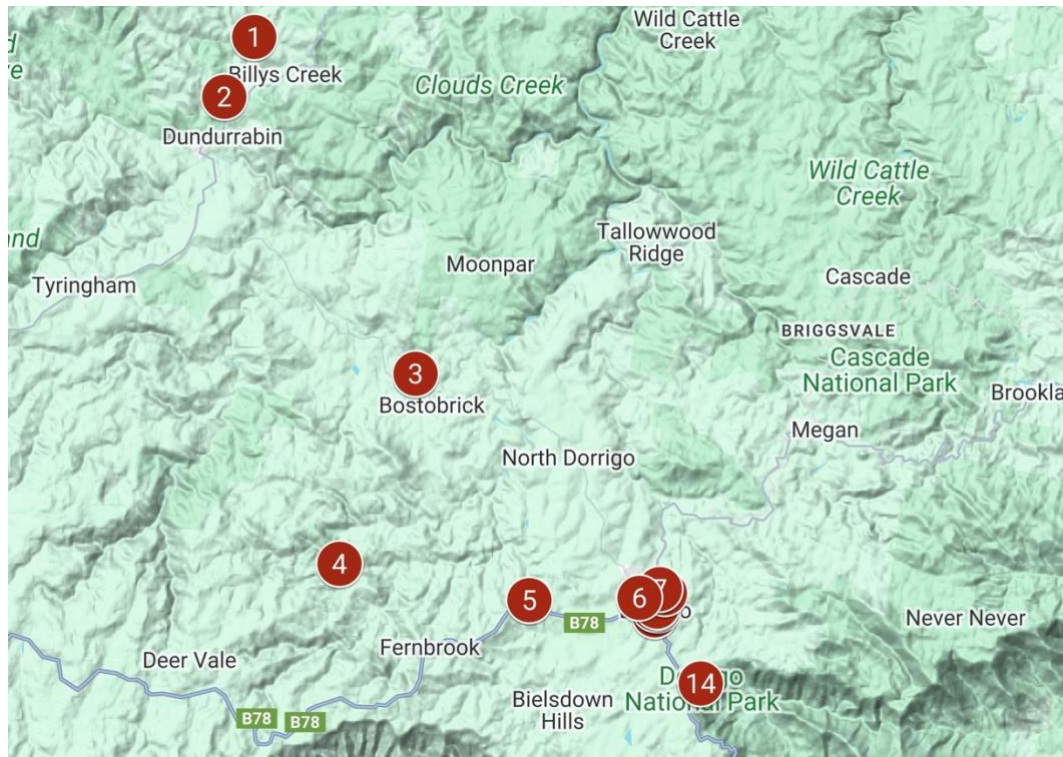 Wild Cattle
Creek
1
Billys Creek
Clouds Creek
2
Dundurrabin
Wild Cattle
Creek
Tallowwood
Ridge
Moonpar
Cascade
Tyringham
BRIGGSVALE
Cascade
National Park
3
Bostobrick
Megan
North Dorrigo
4
5
6
7
B78
Never Never
Fernbrook
Deer Vale
14
National Park
Bielsdown
Hills
B78
B78